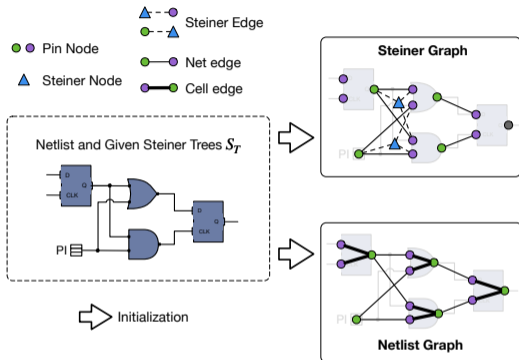 Steiner Edge
Pin Node
Net edge
Steiner Node
Cell edge
Netlist and Given Steiner Trees S_T
D
Q
CLK
D
CLK
PI
Initialization
Steiner Graph
PI
PI
Netlist Graph